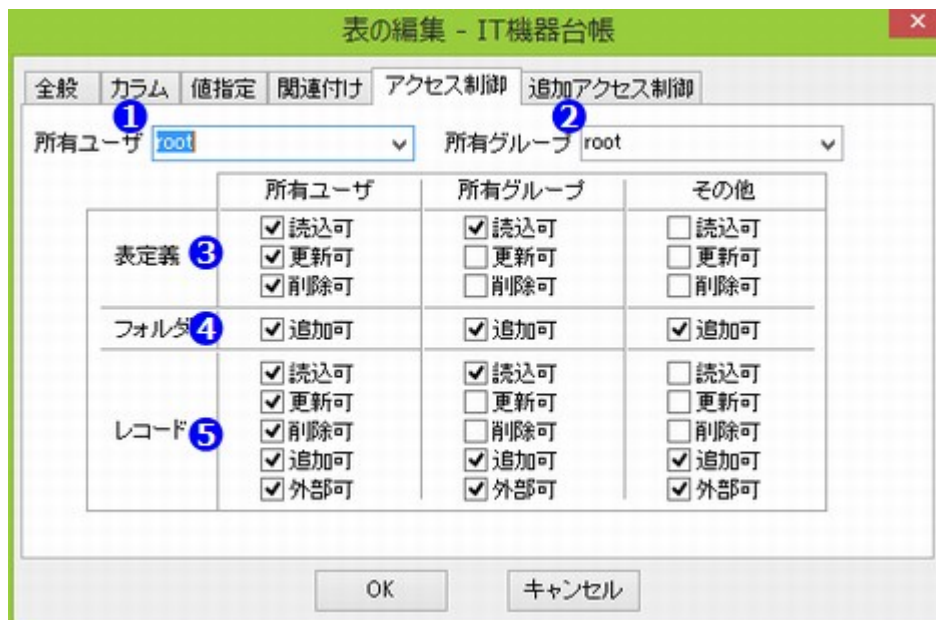 表の編集 - IT機器台帳
全般 カラム 値指定 関連付け アクセス制御 追加アクセス制御
1 2
所有ユーザ root 所有グループ root
所有ユーザ 所有グループ その他
読込可 読込可 読込可
表定義 3 更新可 更新可 更新可
削除可 削除可 削除可
フォルダ 4 追加可 追加可 追加可
読込可 読込可 読込可
更新可 更新可 更新可
レコード 5 削除可 削除可 削除可
追加可 追加可 追加可
外部可 外部可 外部可
OK キャンセル